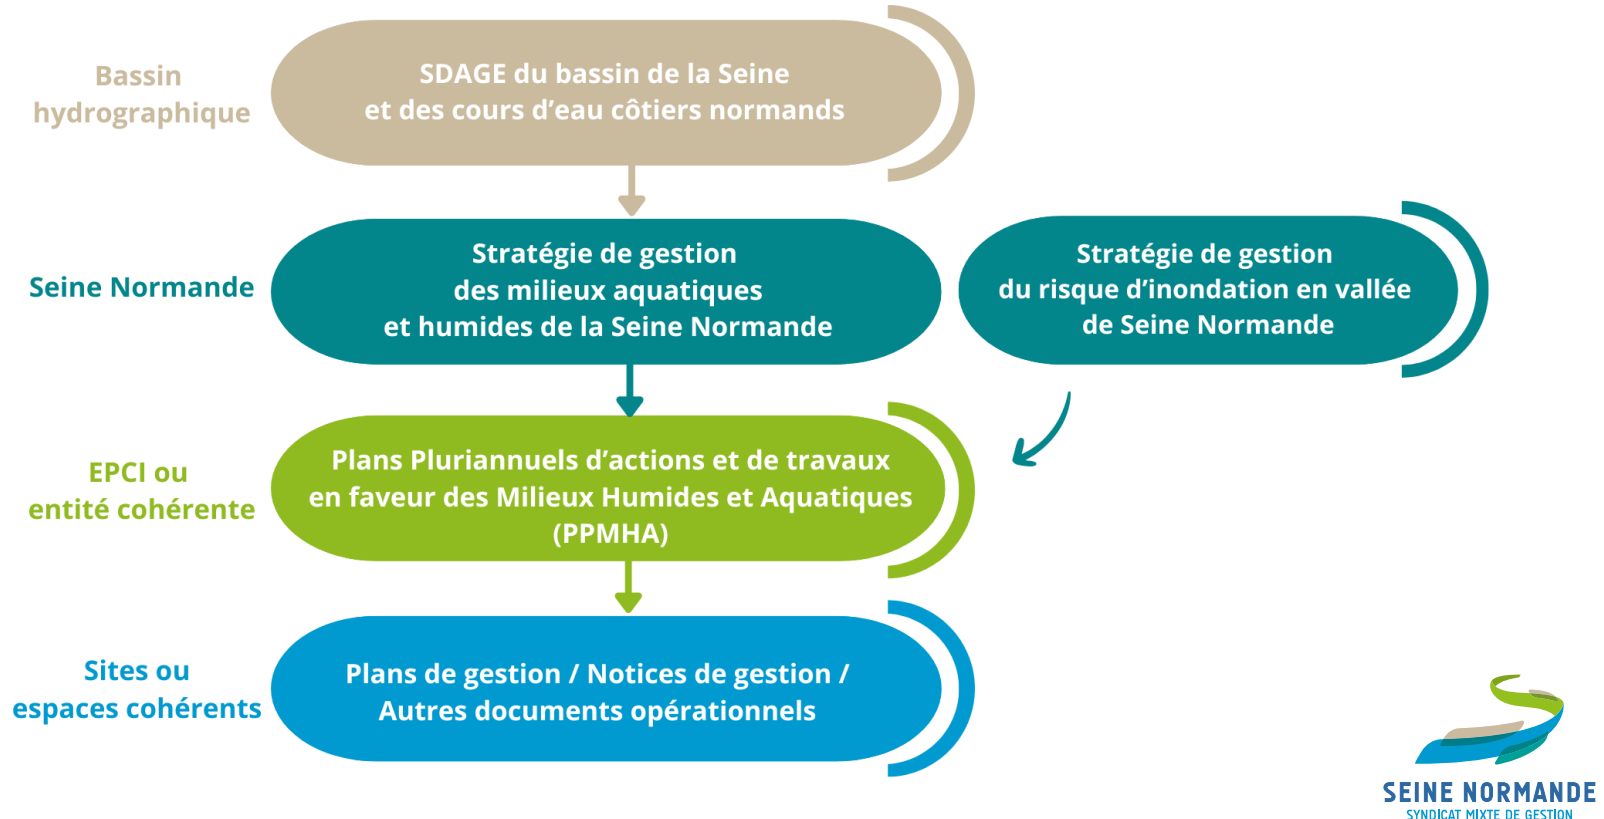 Bassin
hydrographique
SDAGE du bassin de la Seine
et des cours d’eau côtiers normands
Seine Normande
Stratégie de gestion
des milieux aquatiques
et humides de la Seine Normande
Stratégie de gestion
du risque d’inondation en vallée
de Seine Normande
EPCI ou
entité cohérente
Plans Pluriannuels d’actions et de travaux
en faveur des Milieux Humides et Aquatiques
(PPMHA)
Sites ou
espaces cohérents
Plans de gestion / Notices de gestion /
Autres documents opérationnels
SEINE NORMANDE
SYNDICAT MIXTE DE GESTION